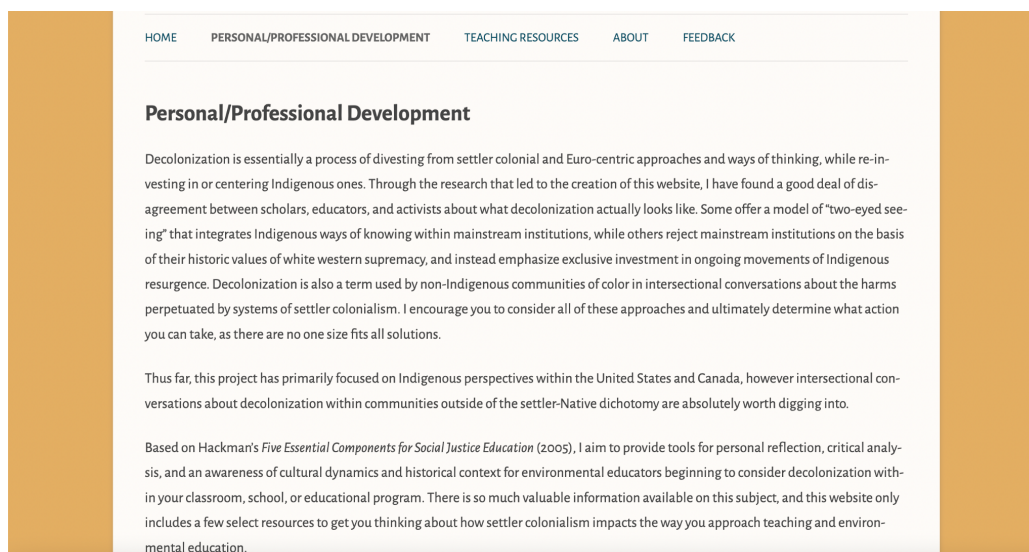 HOME PERSONAL/PROFESSIONAL DEVELOPMENT TEACHING RESOURCES ABOUT FEEDBACK
Personal/Professional Development
Decolonization is essentially a process of divesting from settler colonial and Euro-centric approaches and ways of thinking, while re-in-
vesting in or centering Indigenous ones. Through the research that led to the creation of this website, I have found a good deal of dis-
agreement between scholars, educators, and activists about what decolonization actually looks like. Some offer a model of “two-eyed see-
ing” that integrates Indigenous ways of knowing within mainstream institutions, while others reject mainstream institutions on the basis
of their historic values of white western supremacy, and instead emphasize exclusive investment in ongoing movements of Indigenous
resurgence. Decolonization is also a term used by non-Indigenous communities of color in intersectional conversations about the harms
perpetuated by systems of settler colonialism. I encourage you to consider all of these approaches and ultimately determine what action
you can take, as there are no one size fits all solutions.
Thus far, this project has primarily focused on Indigenous perspectives within the United States and Canada, however intersectional con-
versations about decolonization within communities outside of the settler-Native dichotomy are absolutely worth digging into.
Based on Hackman's Five Essential Components for Social Justice Education (2005), I aim to provide tools for personal reflection, critical analy-
sis, and an awareness of cultural dynamics and historical context for environmental educators beginning to consider decolonization with-
in your classroom, school, or educational program. There is so much valuable information available on this subject, and this website only
includes a few select resources to get you thinking about how settler colonialism impacts the way you approach teaching and environ-
mental education.